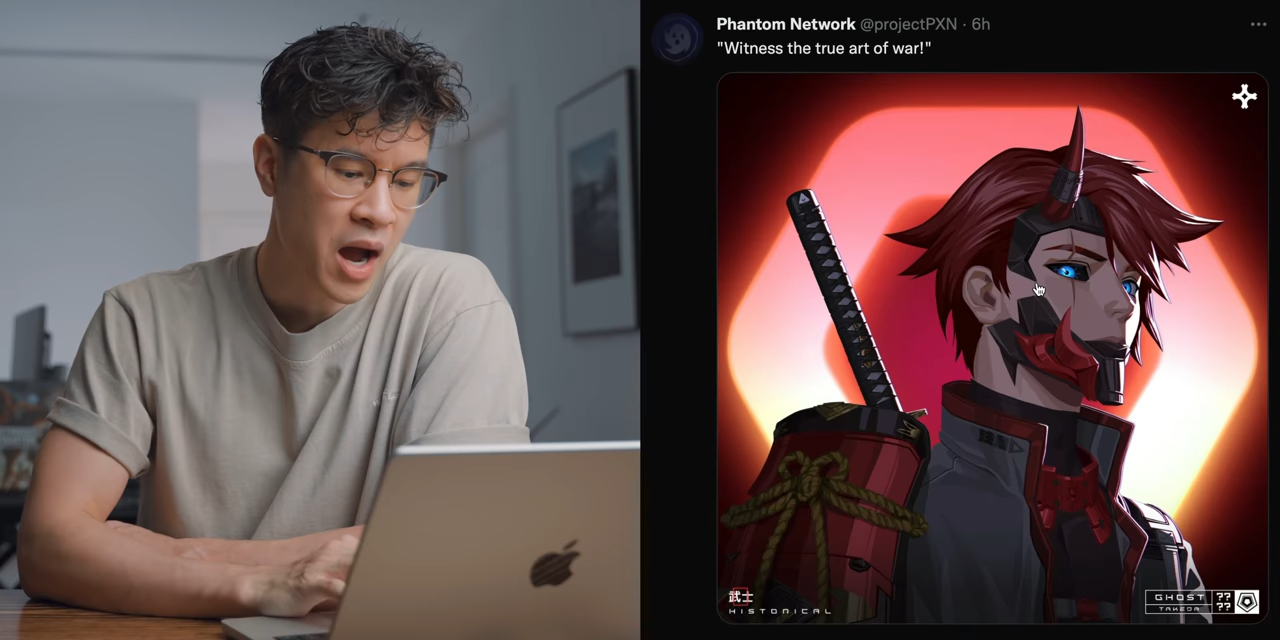 Phantom Network @projectPXN · 6h
"Witness the true art of war!"
武士
HISTORICAL
GHOST
TAKEDA
??
??